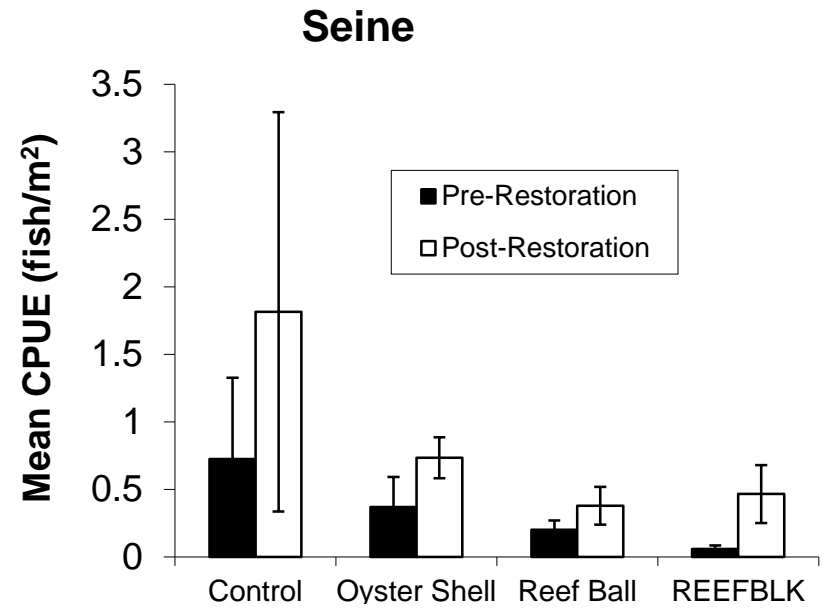 Seine
Mean CPUE (fish/m²)
3.5
3
2.5
2
1.5
1
0.5
0
Pre-Restoration
Post-Restoration
Control Oyster Shell Reef Ball REEFBLK